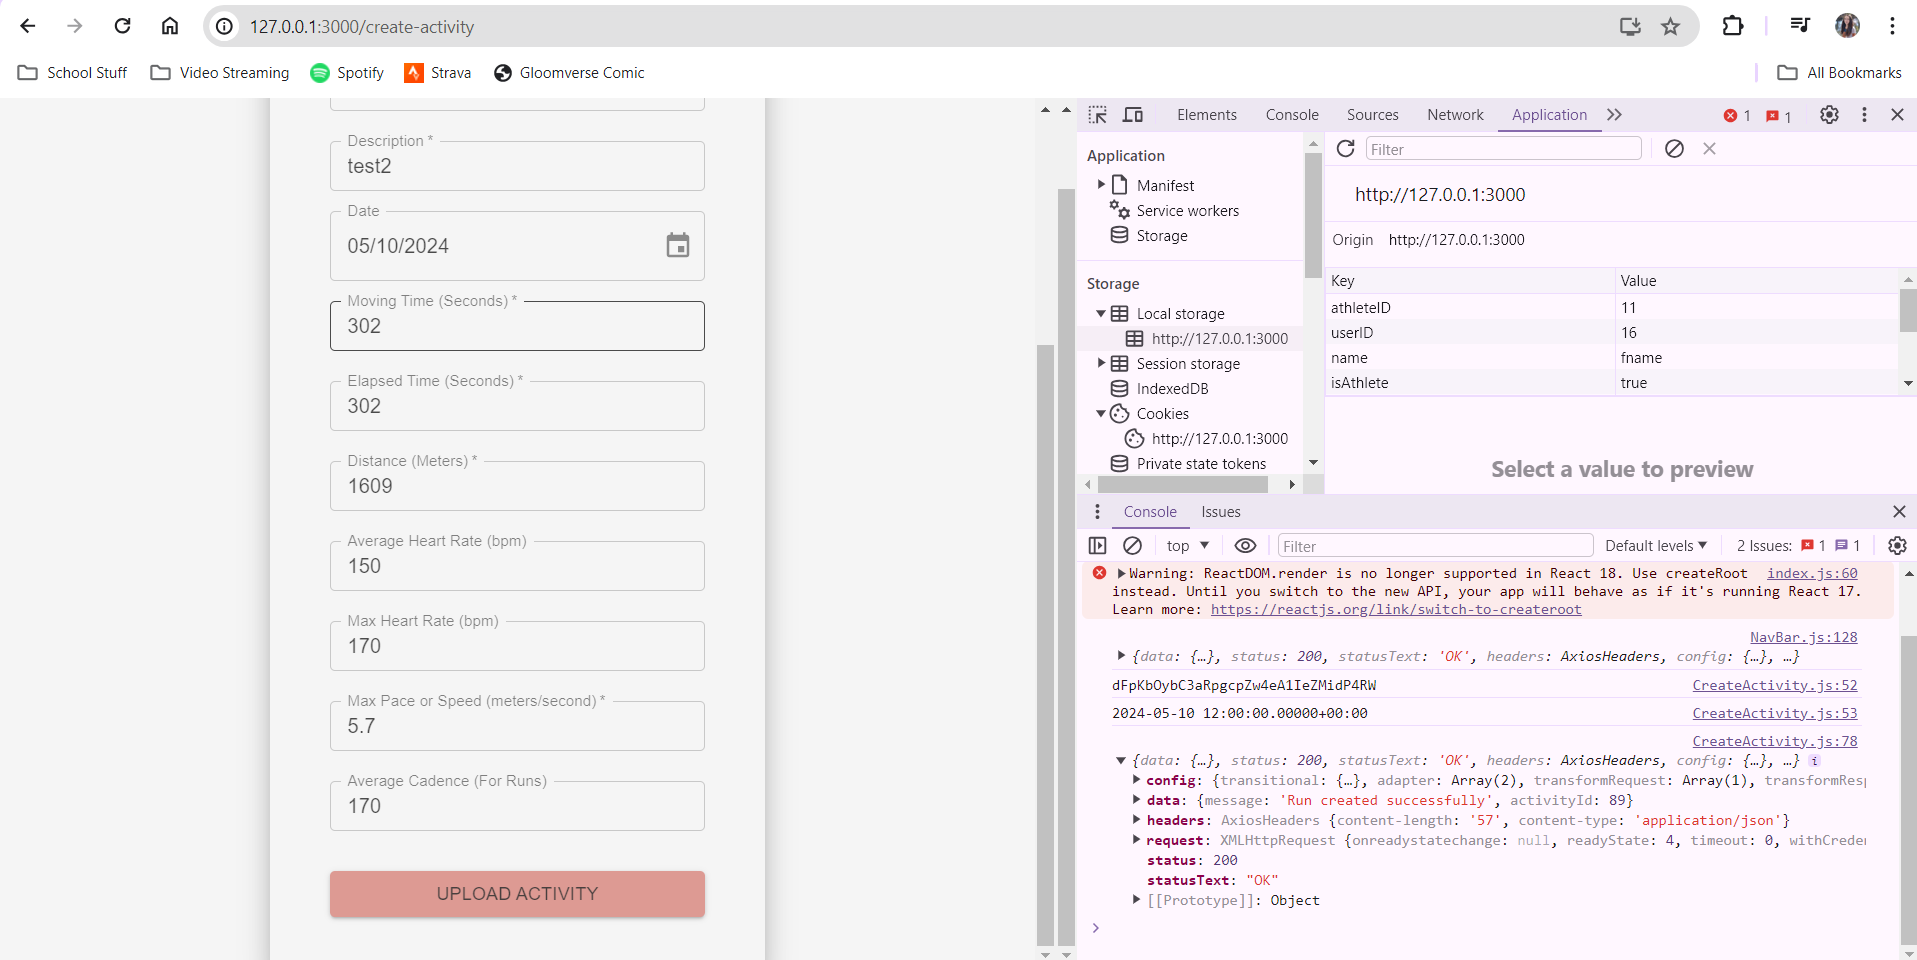 127.0.0.1:3000/create-activity
School Stuff
Video Streaming
Spotify
Strava
Gloomverse Comic
All Bookmarks
Description *
test2
Date
05/10/2024
Moving Time (Seconds) *
302
Elapsed Time (Seconds) *
302
Distance (Meters) *
1609
Average Heart Rate (bpm)
150
Max Heart Rate (bpm)
170
Max Pace or Speed (meters/second) *
5.7
Average Cadence (For Runs)
170
UPLOAD ACTIVITY
Elements Console Sources Network Application 1 1
Application
Manifest
Service workers
Storage
Storage
Local storage
http://127.0.0.1:3000
Session storage
IndexedDB
Cookies
http://127.0.0.1:3000
Private state tokens
Filter
http://127.0.0.1:3000
Origin http://127.0.0.1:3000
Key Value
athleteID 11
userID 16
name fname
isAthlete true
Select a value to preview
Console Issues
top Filter Default levels 2 Issues: 1 1
Warning: ReactDOM.render is no longer supported in React 18. Use createRoot index.js:60
instead. Until you switch to the new API, your app will behave as if it's running React 17.
Learn more: https://reactjs.org/link/switch-to-createroot
NavBar.js:128
{data: {…}, status: 200, statusText: 'OK', headers: AxiosHeaders, config: {…}, …}
dFpKbOybC3aRpgcpZw4eA1IeZMidP4RW CreateActivity.js:52
2024-05-10 12:00:00.00000+00:00 CreateActivity.js:53
CreateActivity.js:78
{data: {…}, status: 200, statusText: 'OK', headers: AxiosHeaders, config: {…}, …} i
config: {transitional: {…}, adapter: Array(2), transformRequest: Array(1), transformResp
data: {message: 'Run created successfully', activityId: 89}
headers: AxiosHeaders {content-length: '57', content-type: 'application/json'}
request: XMLHttpRequest {onreadystatechange: null, readyState: 4, timeout: 0, withCreden
status: 200
statusText: "OK"
[[Prototype]]: Object